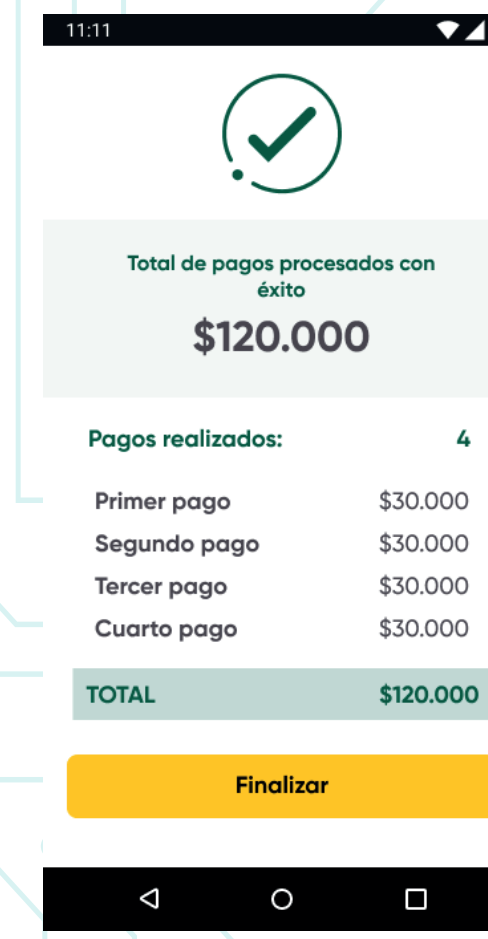 11:11
Total de pagos procesados con
éxito
$120.000
Pagos realizados: 4
Primer pago $30.000
Segundo pago $30.000
Tercer pago $30.000
Cuarto pago $30.000
TOTAL $120.000
Finalizar